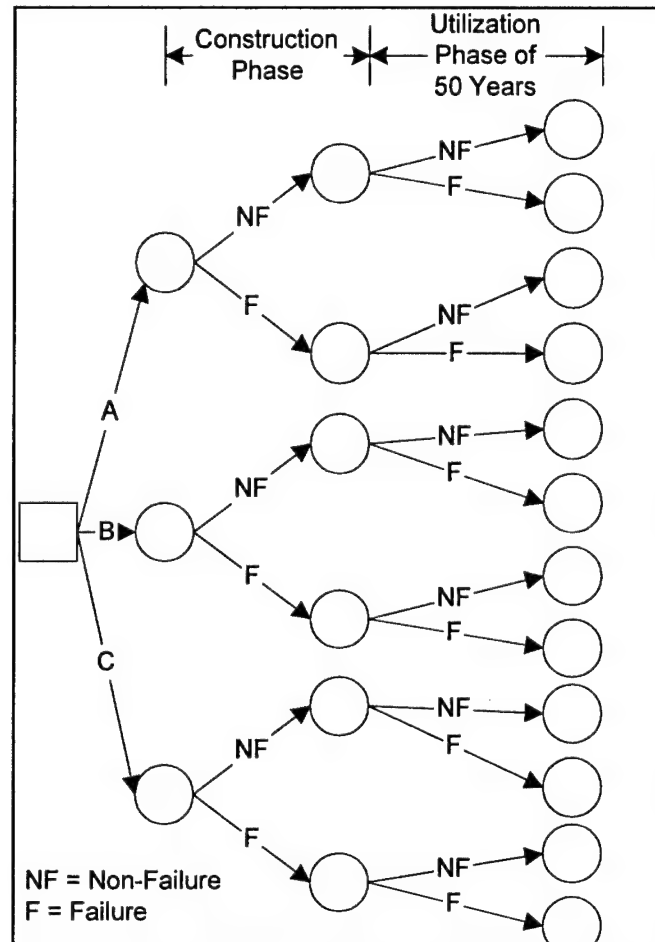 Construction
Phase
Utilization
Phase of
50 Years
NF
F
NF
F
NF
F
A
NF
F
NF
B
F
NF
F
C
NF
F
NF
F
NF
F
NF
F
NF = Non-Failure
F = Failure